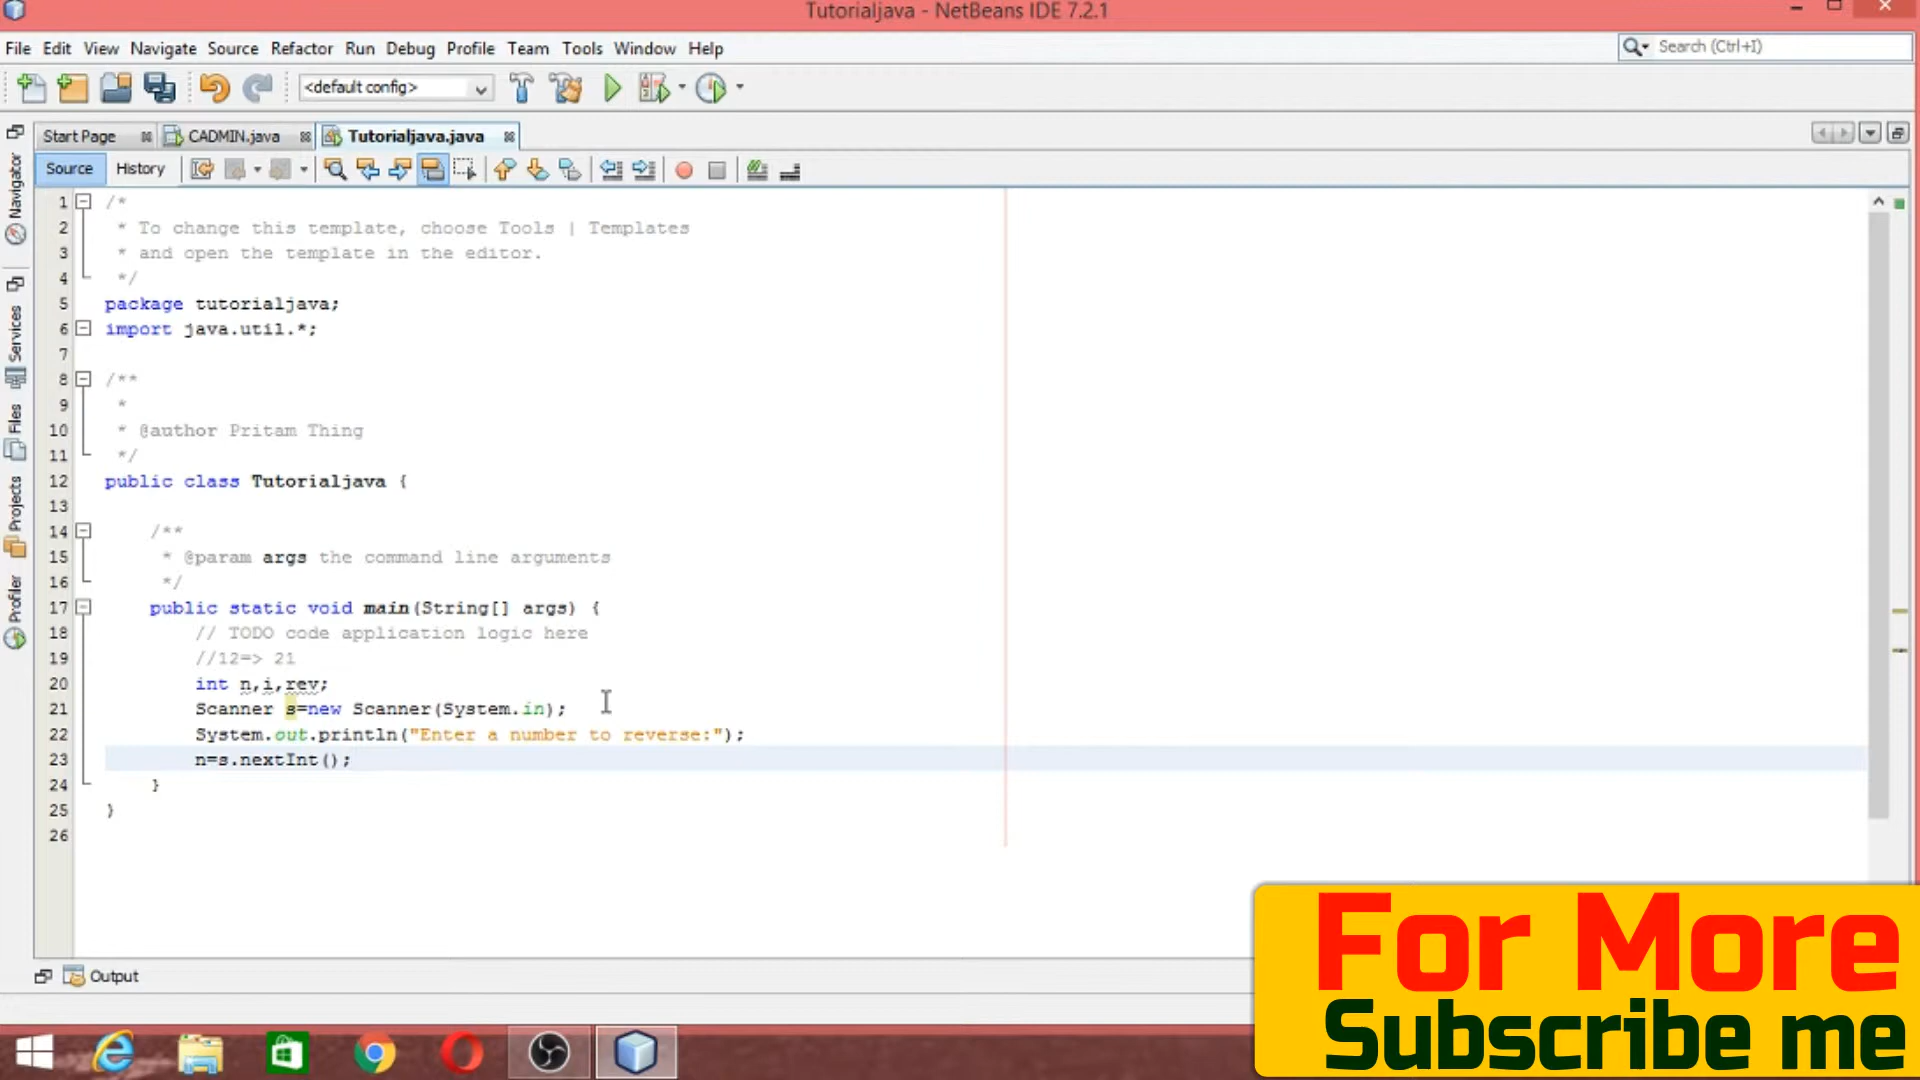 Tutorialjava - NetBeans IDE 7.2.1
File Edit View Navigate Source Refactor Run Debug Profile Team Tools Window Help
Search (Ctrl+I)
<default config>
Start Page CADMIN.java Tutorialjava.java
Source History
Navigator
Services
Files
Projects
Profiler
1 /*
2 * To change this template, choose Tools | Templates
3 * and open the template in the editor.
4 */
5 package tutorialjava;
6 import java.util.*;
7
8 /**
9 *
10 * @author Pritam Thing
11 */
12 public class Tutorialjava {
13
14 /**
15 * @param args the command line arguments
16 */
17 public static void main(String[] args) {
18 // TODO code application logic here
19 //12=> 21
20 int n,i,rev;
21 Scanner s=new Scanner(System.in);
22 System.out.println("Enter a number to reverse:");
23 n=s.nextInt();
24 }
25 }
26
Output
For More
Subscribe me